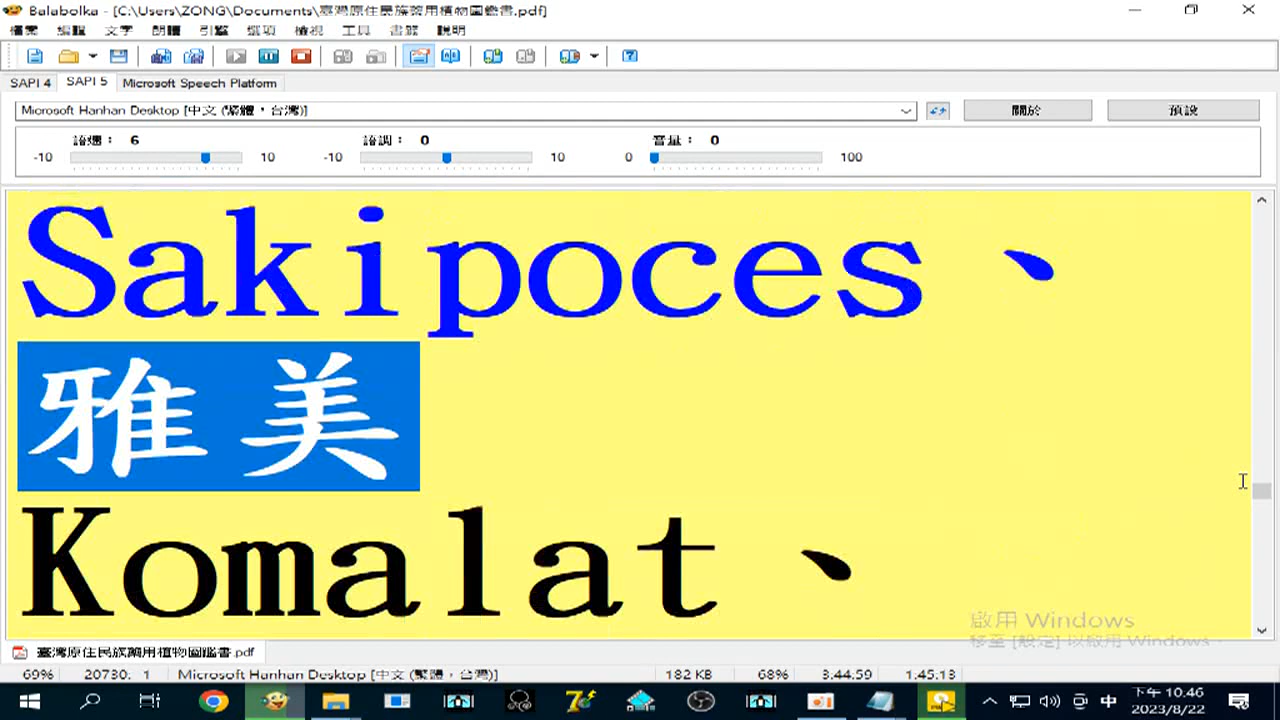 Balabolka - [C:\Users\ZONG\Documents\臺灣原住民族藥用植物圖鑑書.pdf]
檔案 編輯 文字 朗讀 引擎 選項 檢視 工具 書籤 說明
SAPI 4 SAPI 5 Microsoft Speech Platform
Microsoft Hanhan Desktop [中文 (繁體，台灣)] 關於 預設
語速： 6 語調： 0 音量： 0
-10 10 -10 10 0 100
Sakipoces、
雅美
Komalat、
啟用 Windows
移至 [設定] 以啟用 Windows。
臺灣原住民族藥用植物圖鑑書.pdf
69% 20730: 1 Microsoft Hanhan Desktop [中文 (繁體，台灣)] 182 KB 68% 3.44.59 1:45.13
中 下午 10:46
2023/8/22